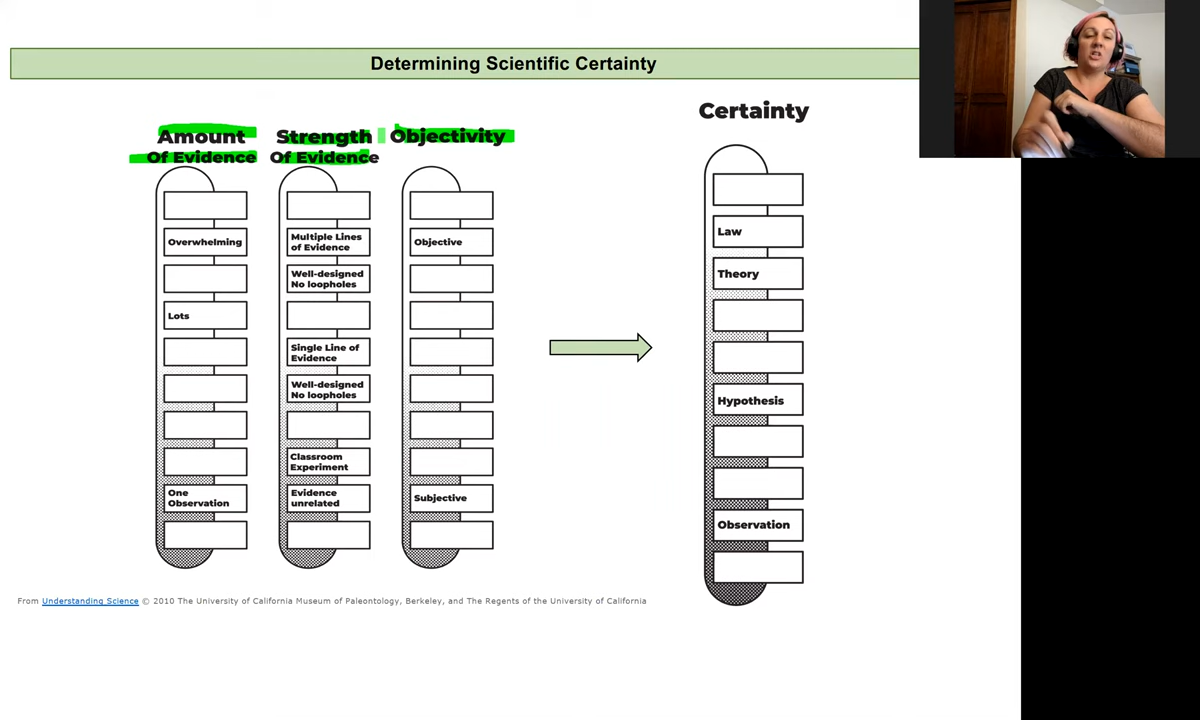 Determining Scientific Certainty
Amount
Of Evidence
Overwhelming
Lots
One
Observation
Strength
Of Evidence
Multiple Lines
of Evidence
Well-designed
No loopholes
Single Line of
Evidence
Well-designed
No loopholes
Classroom
Experiment
Evidence
unrelated
Objectivity
Objective
Subjective
Certainty
Law
Theory
Hypothesis
Observation
From Understanding Science © 2010 The University of California Museum of Paleontology, Berkeley, and The Regents of the University of California